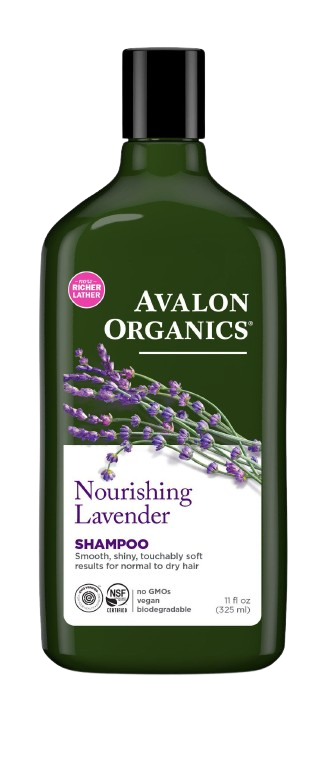 new
RICHER
LATHER
AVALON
ORGANICS®
Nourishing
Lavender
SHAMPOO
Smooth, shiny, touchably soft
results for normal to dry hair
NSF
CERTIFIED
no GMOs
vegan
biodegradable
11 fl oz
(325 ml)